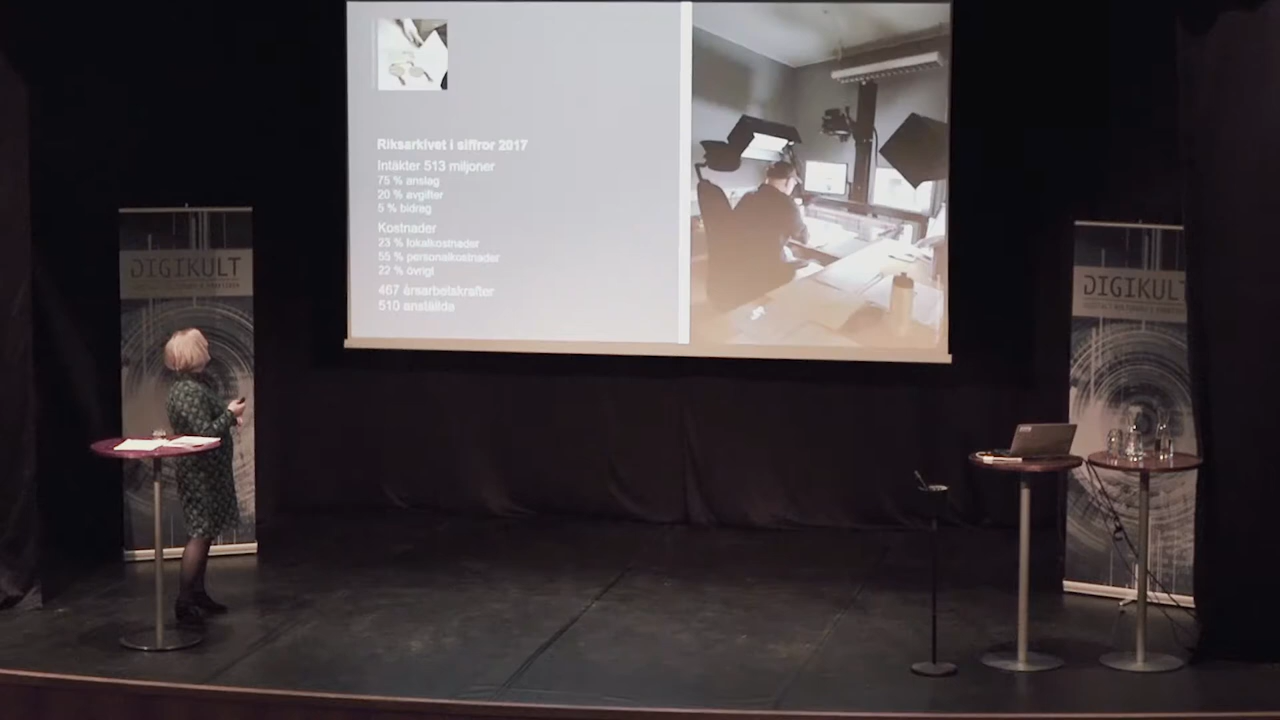 Riksarkivet i siffror 2017
Intäkter 513 miljoner
75 % anslag
20 % avgifter
5 % bidrag
Kostnader
23 % lokalkostnader
55 % personalkostnader
22 % övrigt
467 årsarbetskrafter
510 anställda
DIGIKULT
DIGIKULT